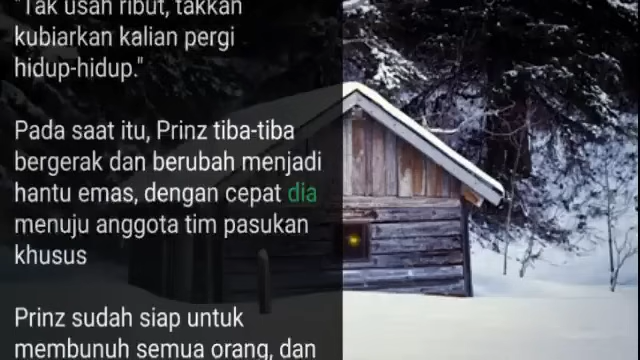 "Tak usah ribut, takkan
kubiarkan kalian pergi
hidup-hidup."
Pada saat itu, Prinz tiba-tiba
bergerak dan berubah menjadi
hantu emas, dengan cepat dia
menuju anggota tim pasukan
khusus
Prinz sudah siap untuk
membunuh semua orang, dan